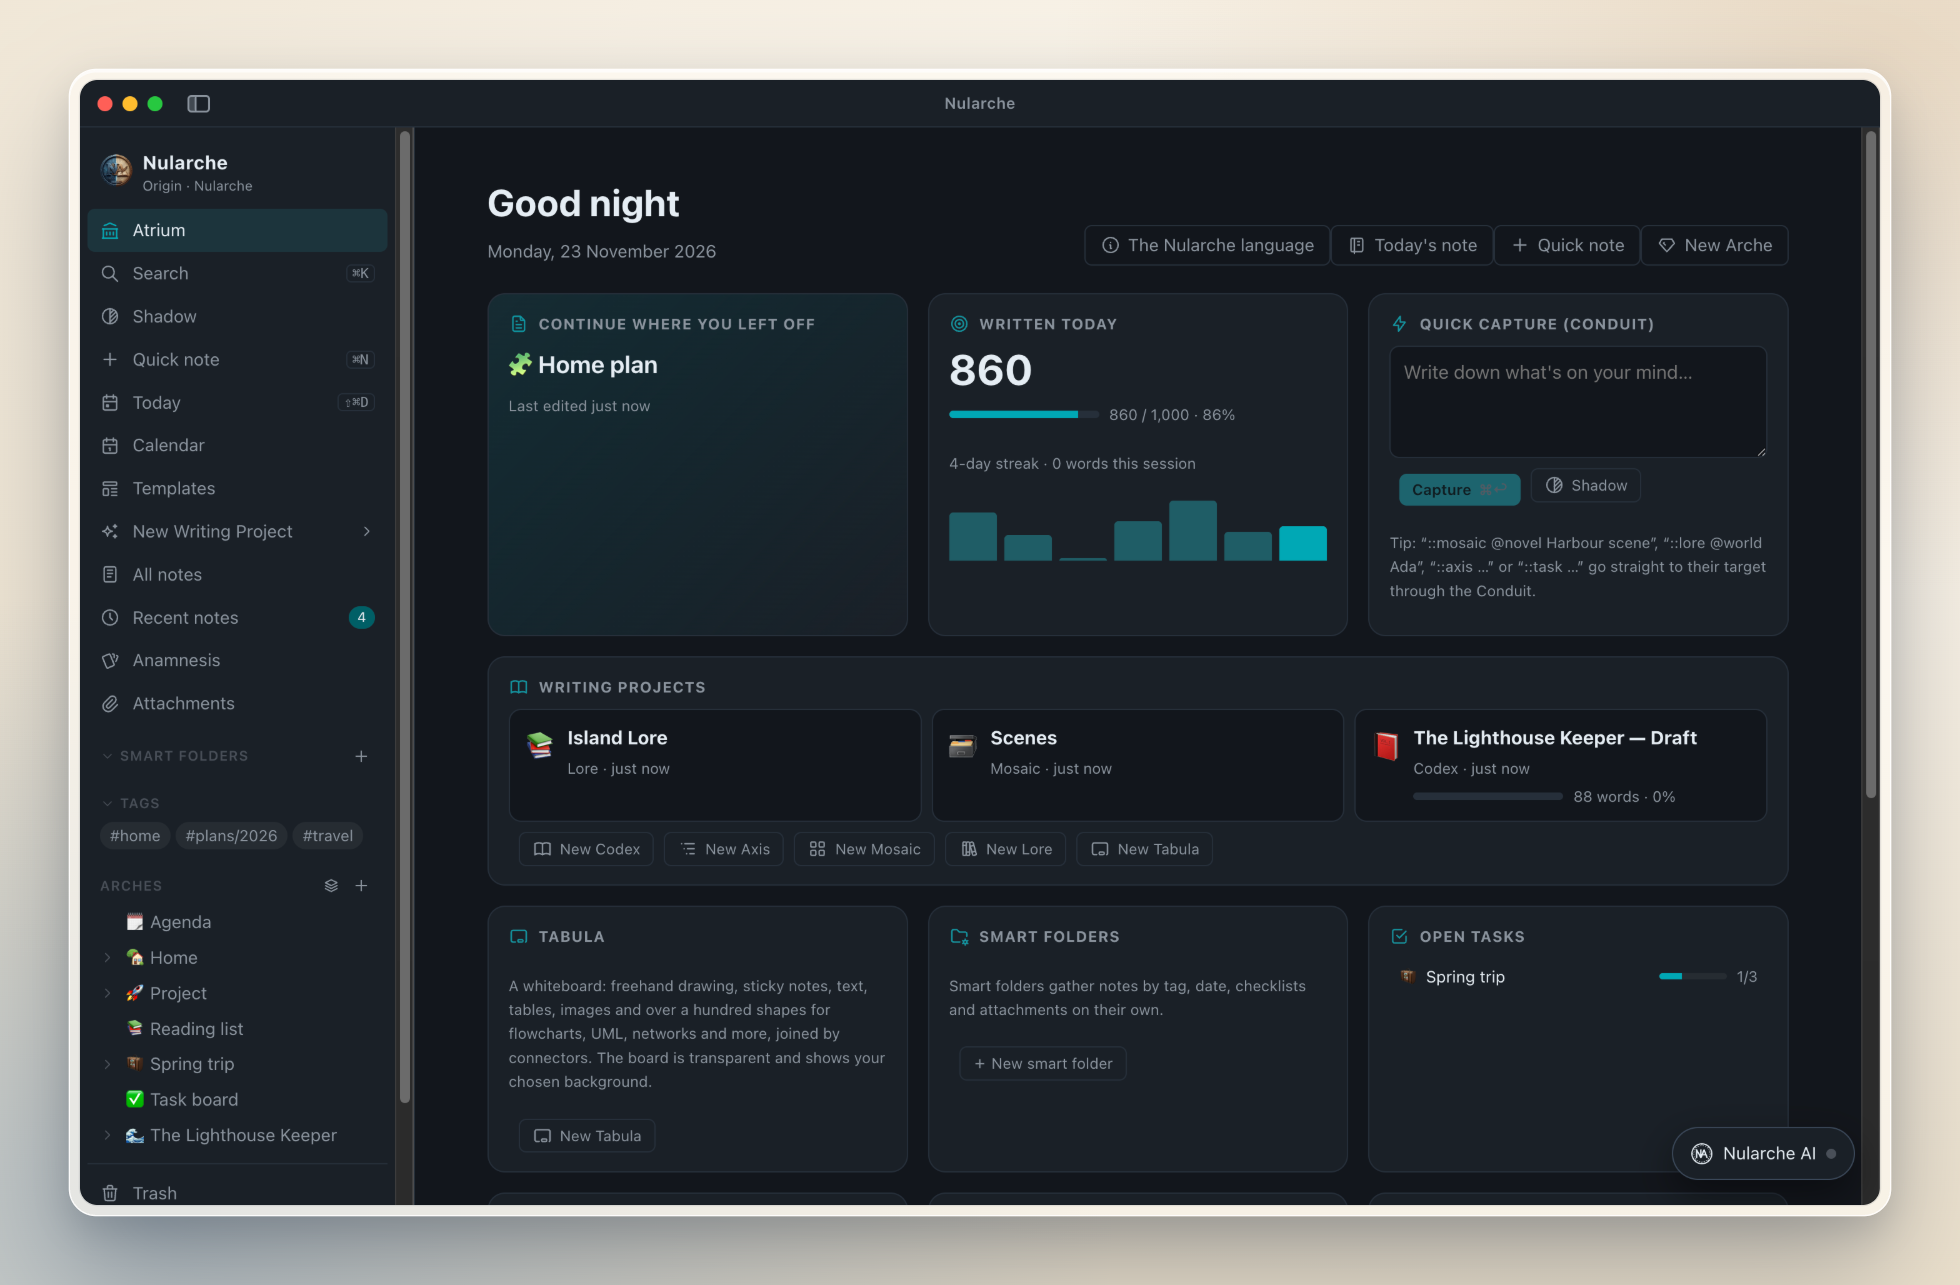 Nularche
Nularche
Origin · Nularche
Atrium
Search ⌘K
Shadow
Quick note ⌘N
Today ⇧⌘D
Calendar
Templates
New Writing Project
All notes
Recent notes 4
Anamnesis
Attachments
SMART FOLDERS
TAGS
#home #plans/2026 #travel
ARCHES
Agenda
Home
Project
Reading list
Spring trip
Task board
The Lighthouse Keeper
Trash
Good night
Monday, 23 November 2026
The Nularche language Today's note Quick note New Arche
CONTINUE WHERE YOU LEFT OFF
Home plan
Last edited just now
WRITTEN TODAY
860
860 / 1,000 · 86%
4-day streak · 0 words this session
QUICK CAPTURE (CONDUIT)
Write down what's on your mind...
Capture ⌘↩ Shadow
Tip: “::mosaic @novel Harbour scene”, “::lore @world
Ada”, “::axis ...” or “::task ...” go straight to their target
through the Conduit.
WRITING PROJECTS
Island Lore
Lore · just now
Scenes
Mosaic · just now
The Lighthouse Keeper — Draft
Codex · just now
88 words · 0%
New Codex New Axis New Mosaic New Lore New Tabula
TABULA
A whiteboard: freehand drawing, sticky notes, text,
tables, images and over a hundred shapes for
flowcharts, UML, networks and more, joined by
connectors. The board is transparent and shows your
chosen background.
New Tabula
SMART FOLDERS
Smart folders gather notes by tag, date, checklists
and attachments on their own.
+ New smart folder
OPEN TASKS
Spring trip 1/3
NA Nularche AI